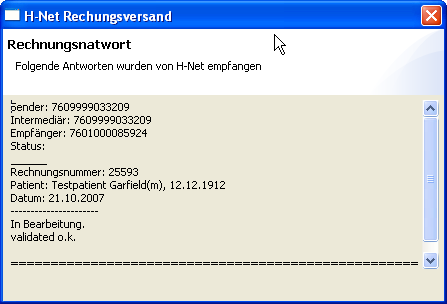 H-Net Rechungsversand
Rechnungsnatwort
Folgende Antworten wurden von H-Net empfangen
Sender: 7609999033209
Intermediär: 7609999033209
Empfänger: 7601000085924
Status:
______
Rechnungsnummer: 25593
Patient: Testpatient Garfield(m), 12.12.1912
Datum: 21.10.2007
----------------------
In Bearbeitung.
validated o.k.
==================================================